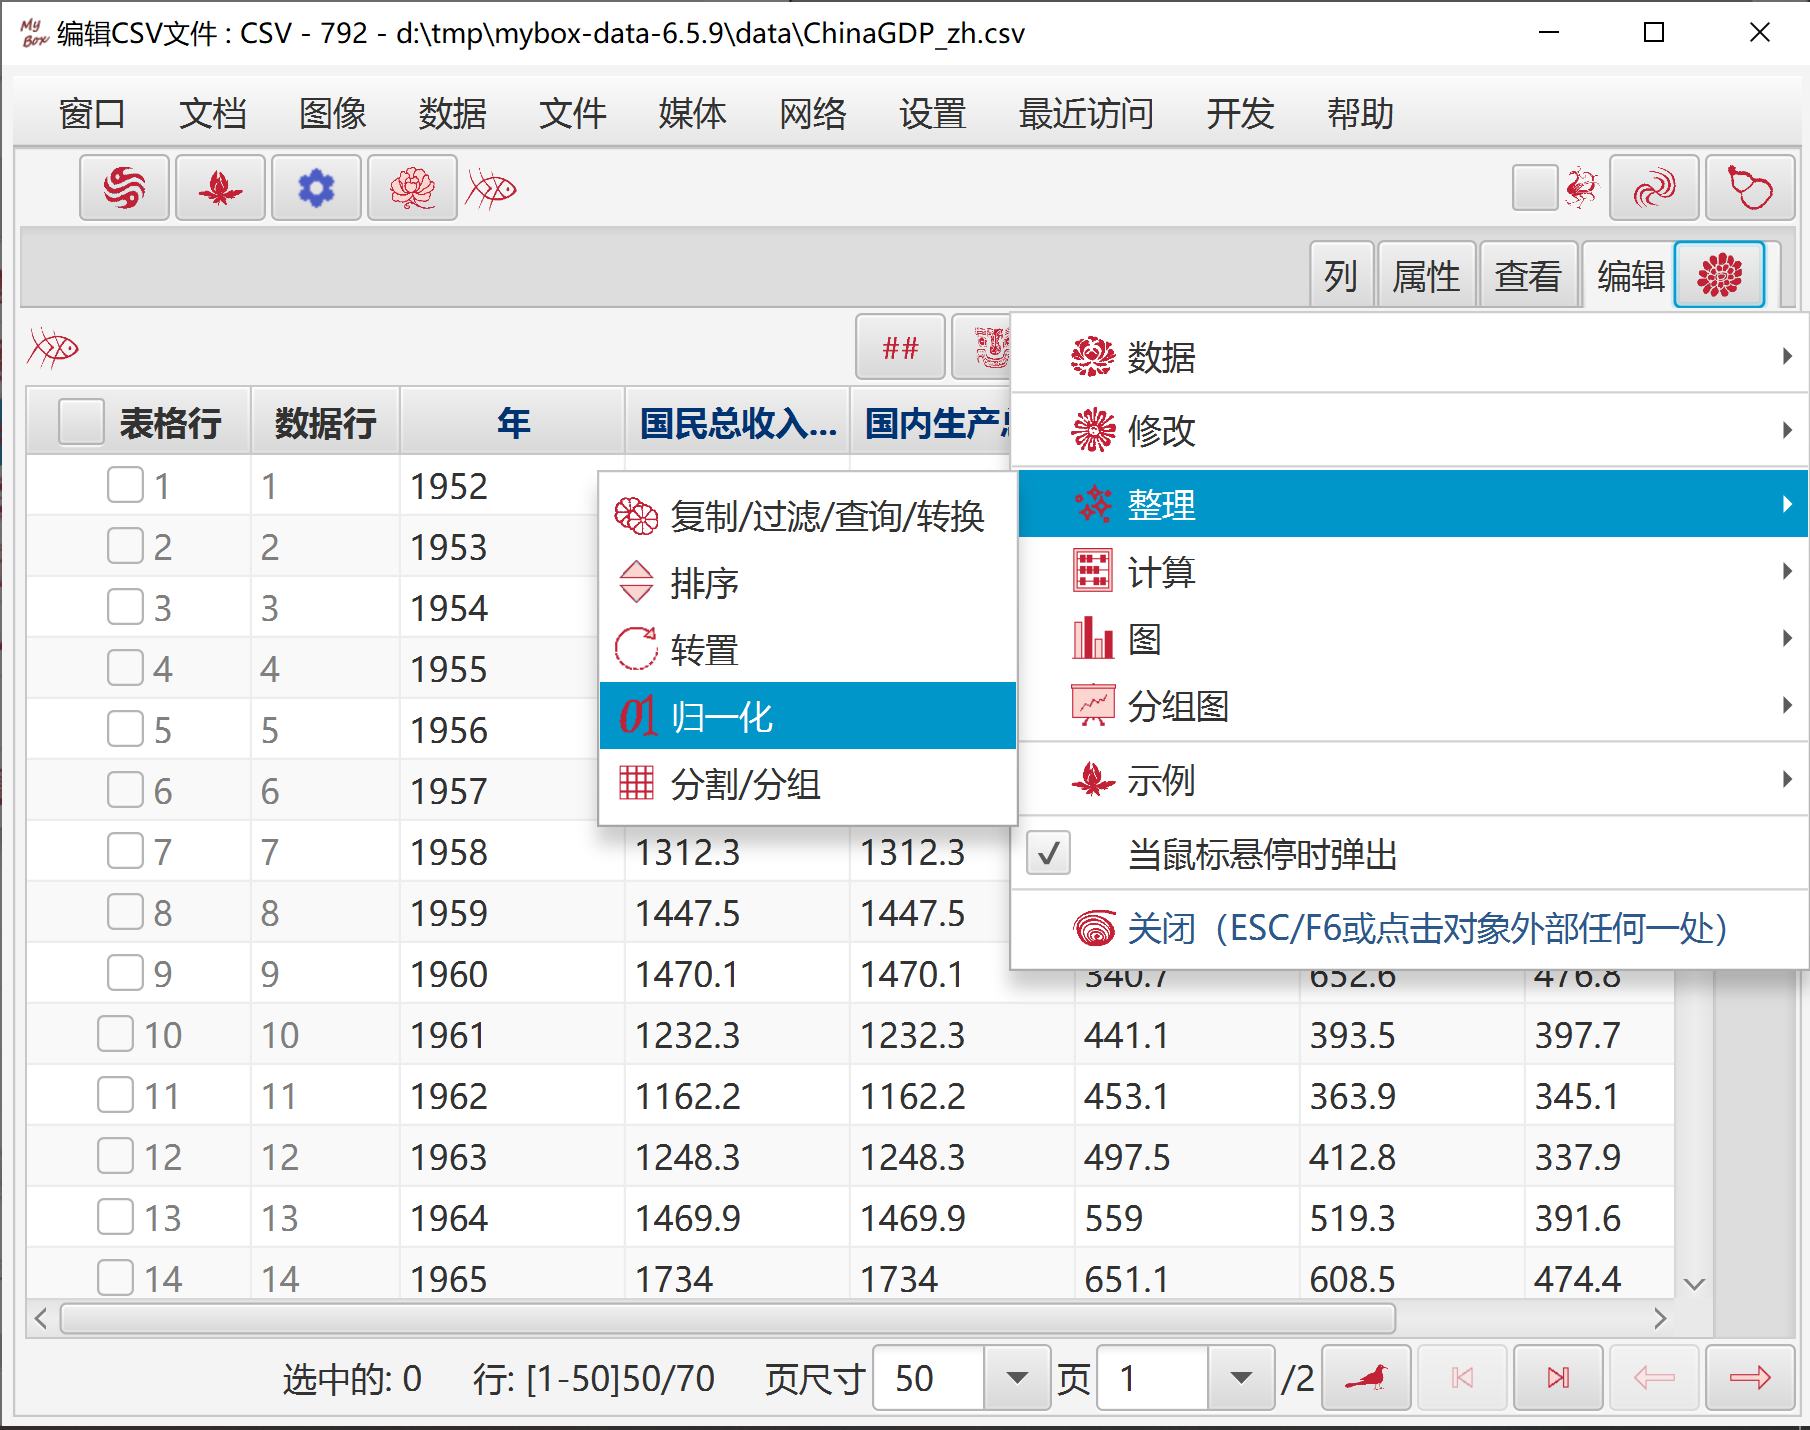 My Box 编辑CSV文件 : CSV - 792 - d:\tmp\mybox-data-6.5.9\data\ChinaGDP_zh.csv
窗口 文档 图像 数据 文件 媒体 网络 设置 最近访问 开发 帮助
列 属性 查看 编辑
##
表格行 数据行 年 国民总收入... 国内生产总
1 1 1952
2 2 1953
3 3 1954
4 4 1955
5 5 1956
6 6 1957
7 7 1958 1312.3 1312.3
8 8 1959 1447.5 1447.5
9 9 1960 1470.1 1470.1 340.7 652.6 476.8
10 10 1961 1232.3 1232.3 441.1 393.5 397.7
11 11 1962 1162.2 1162.2 453.1 363.9 345.1
12 12 1963 1248.3 1248.3 497.5 412.8 337.9
13 13 1964 1469.9 1469.9 559 519.3 391.6
14 14 1965 1734 1734 651.1 608.5 474.4
数据
修改
整理
计算
图
分组图
示例
当鼠标悬停时弹出
关闭（ESC/F6或点击对象外部任何一处）
复制/过滤/查询/转换
排序
转置
01 归一化
分割/分组
选中的: 0 行: [1-50]50/70 页尺寸 50 页 1 /2